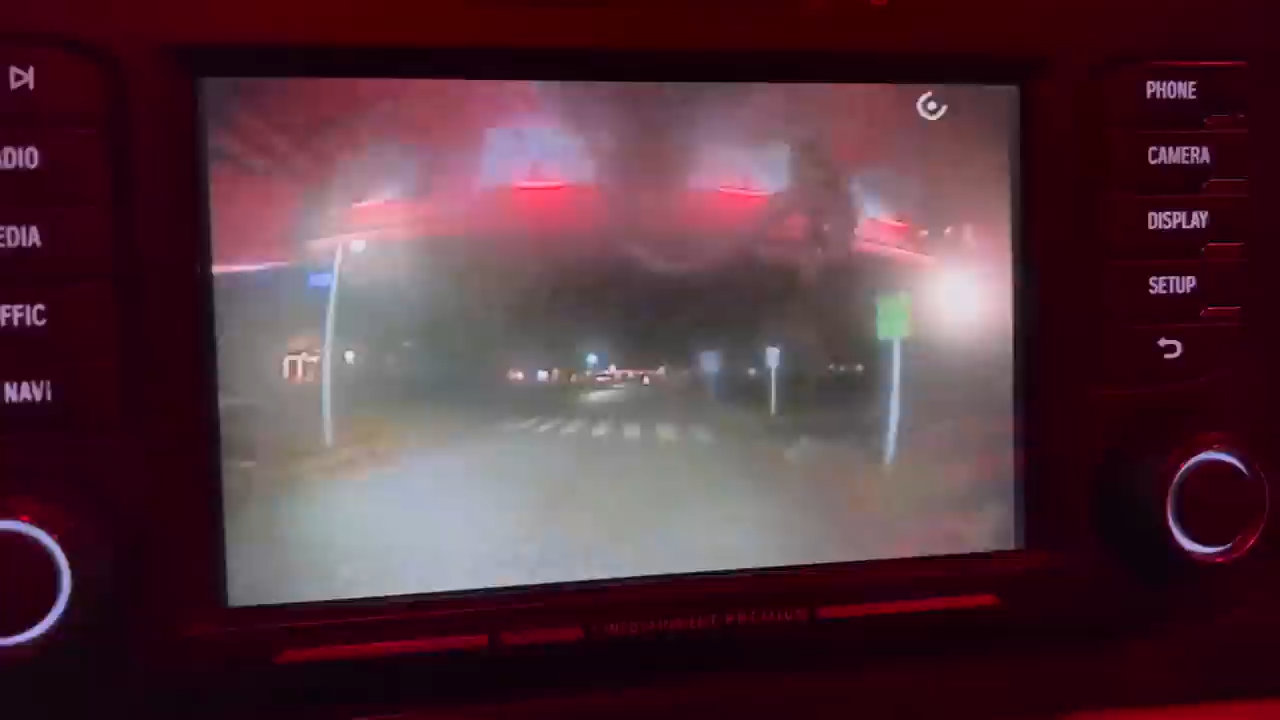 ADIO
EDIA
FFIC
NAVI
PHONE
CAMERA
DISPLAY
SETUP